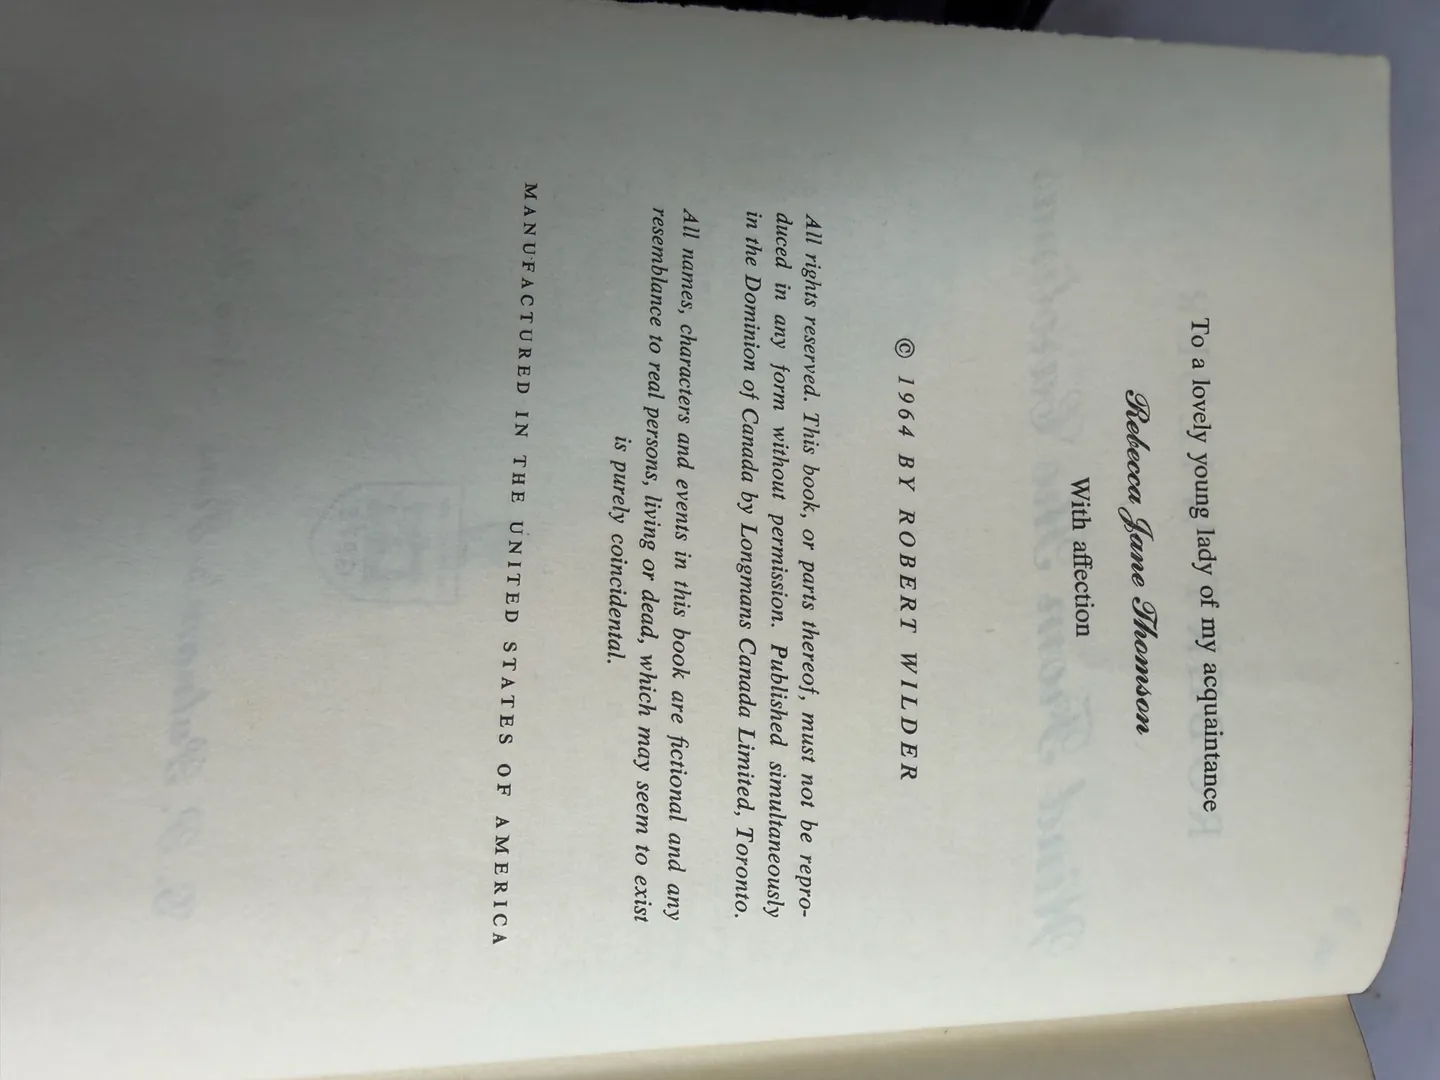 To a lovely young lady of my acquaintance
Rebecca Jane Thomson
With affection
© 1964 BY ROBERT WILDER
All rights reserved. This book, or parts thereof, must not be repro-
duced in any form without permission. Published simultaneously
in the Dominion of Canada by Longmans Canada Limited, Toronto.
All names, characters and events in this book are fictional and any
resemblance to real persons, living or dead, which may seem to exist
is purely coincidental.
MANUFACTURED IN THE UNITED STATES OF AMERICA